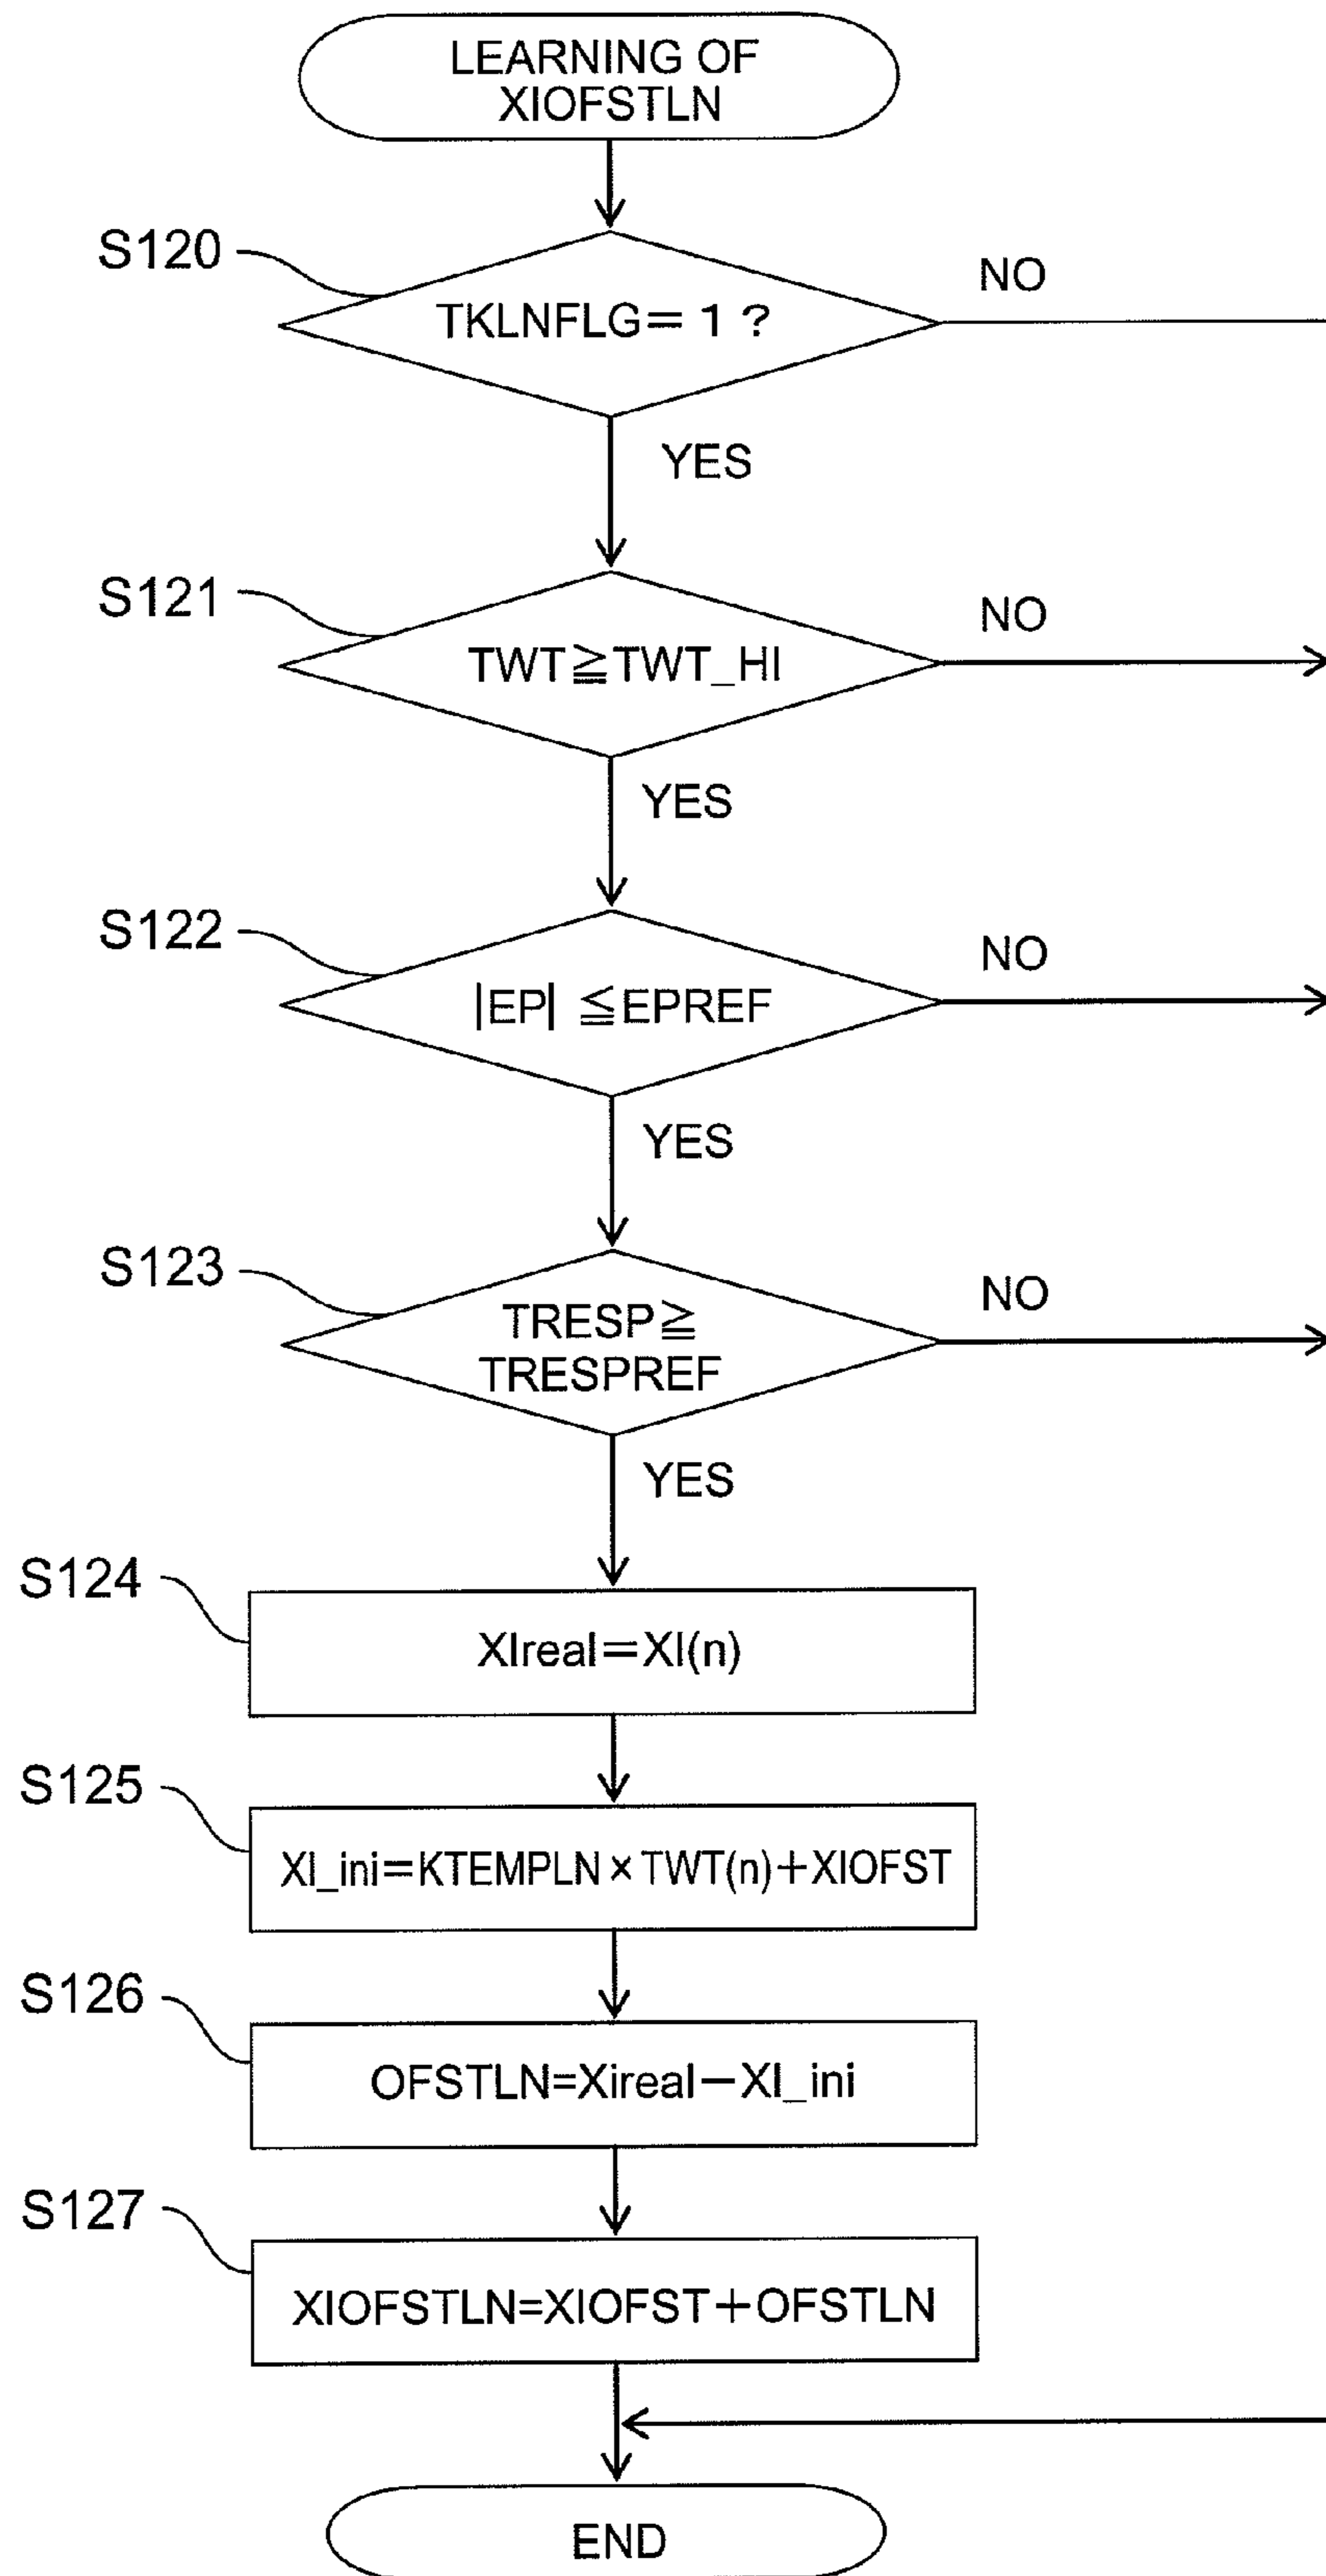 LEARNING OF
XIOFSTLN
S120
TKLNFLG＝1?
NO
YES
S121
TWT≧TWT_HI
NO
YES
S122
|EP| ≦EPREF
NO
YES
S123
TRESP≧
TRESPREF
NO
YES
S124
XIreal＝XI(n)
S125
XI_ini＝KTEMPLN×TWT(n)＋XIOFST
S126
OFSTLN=Xireal－XI_ini
S127
XIOFSTLN=XIOFST＋OFSTLN
END